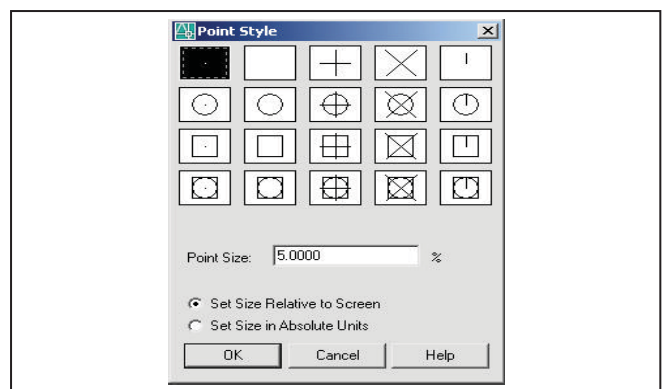 Point Style
Point Size: 5.0000 %
Set Size Relative to Screen
Set Size in Absolute Units
OK Cancel Help